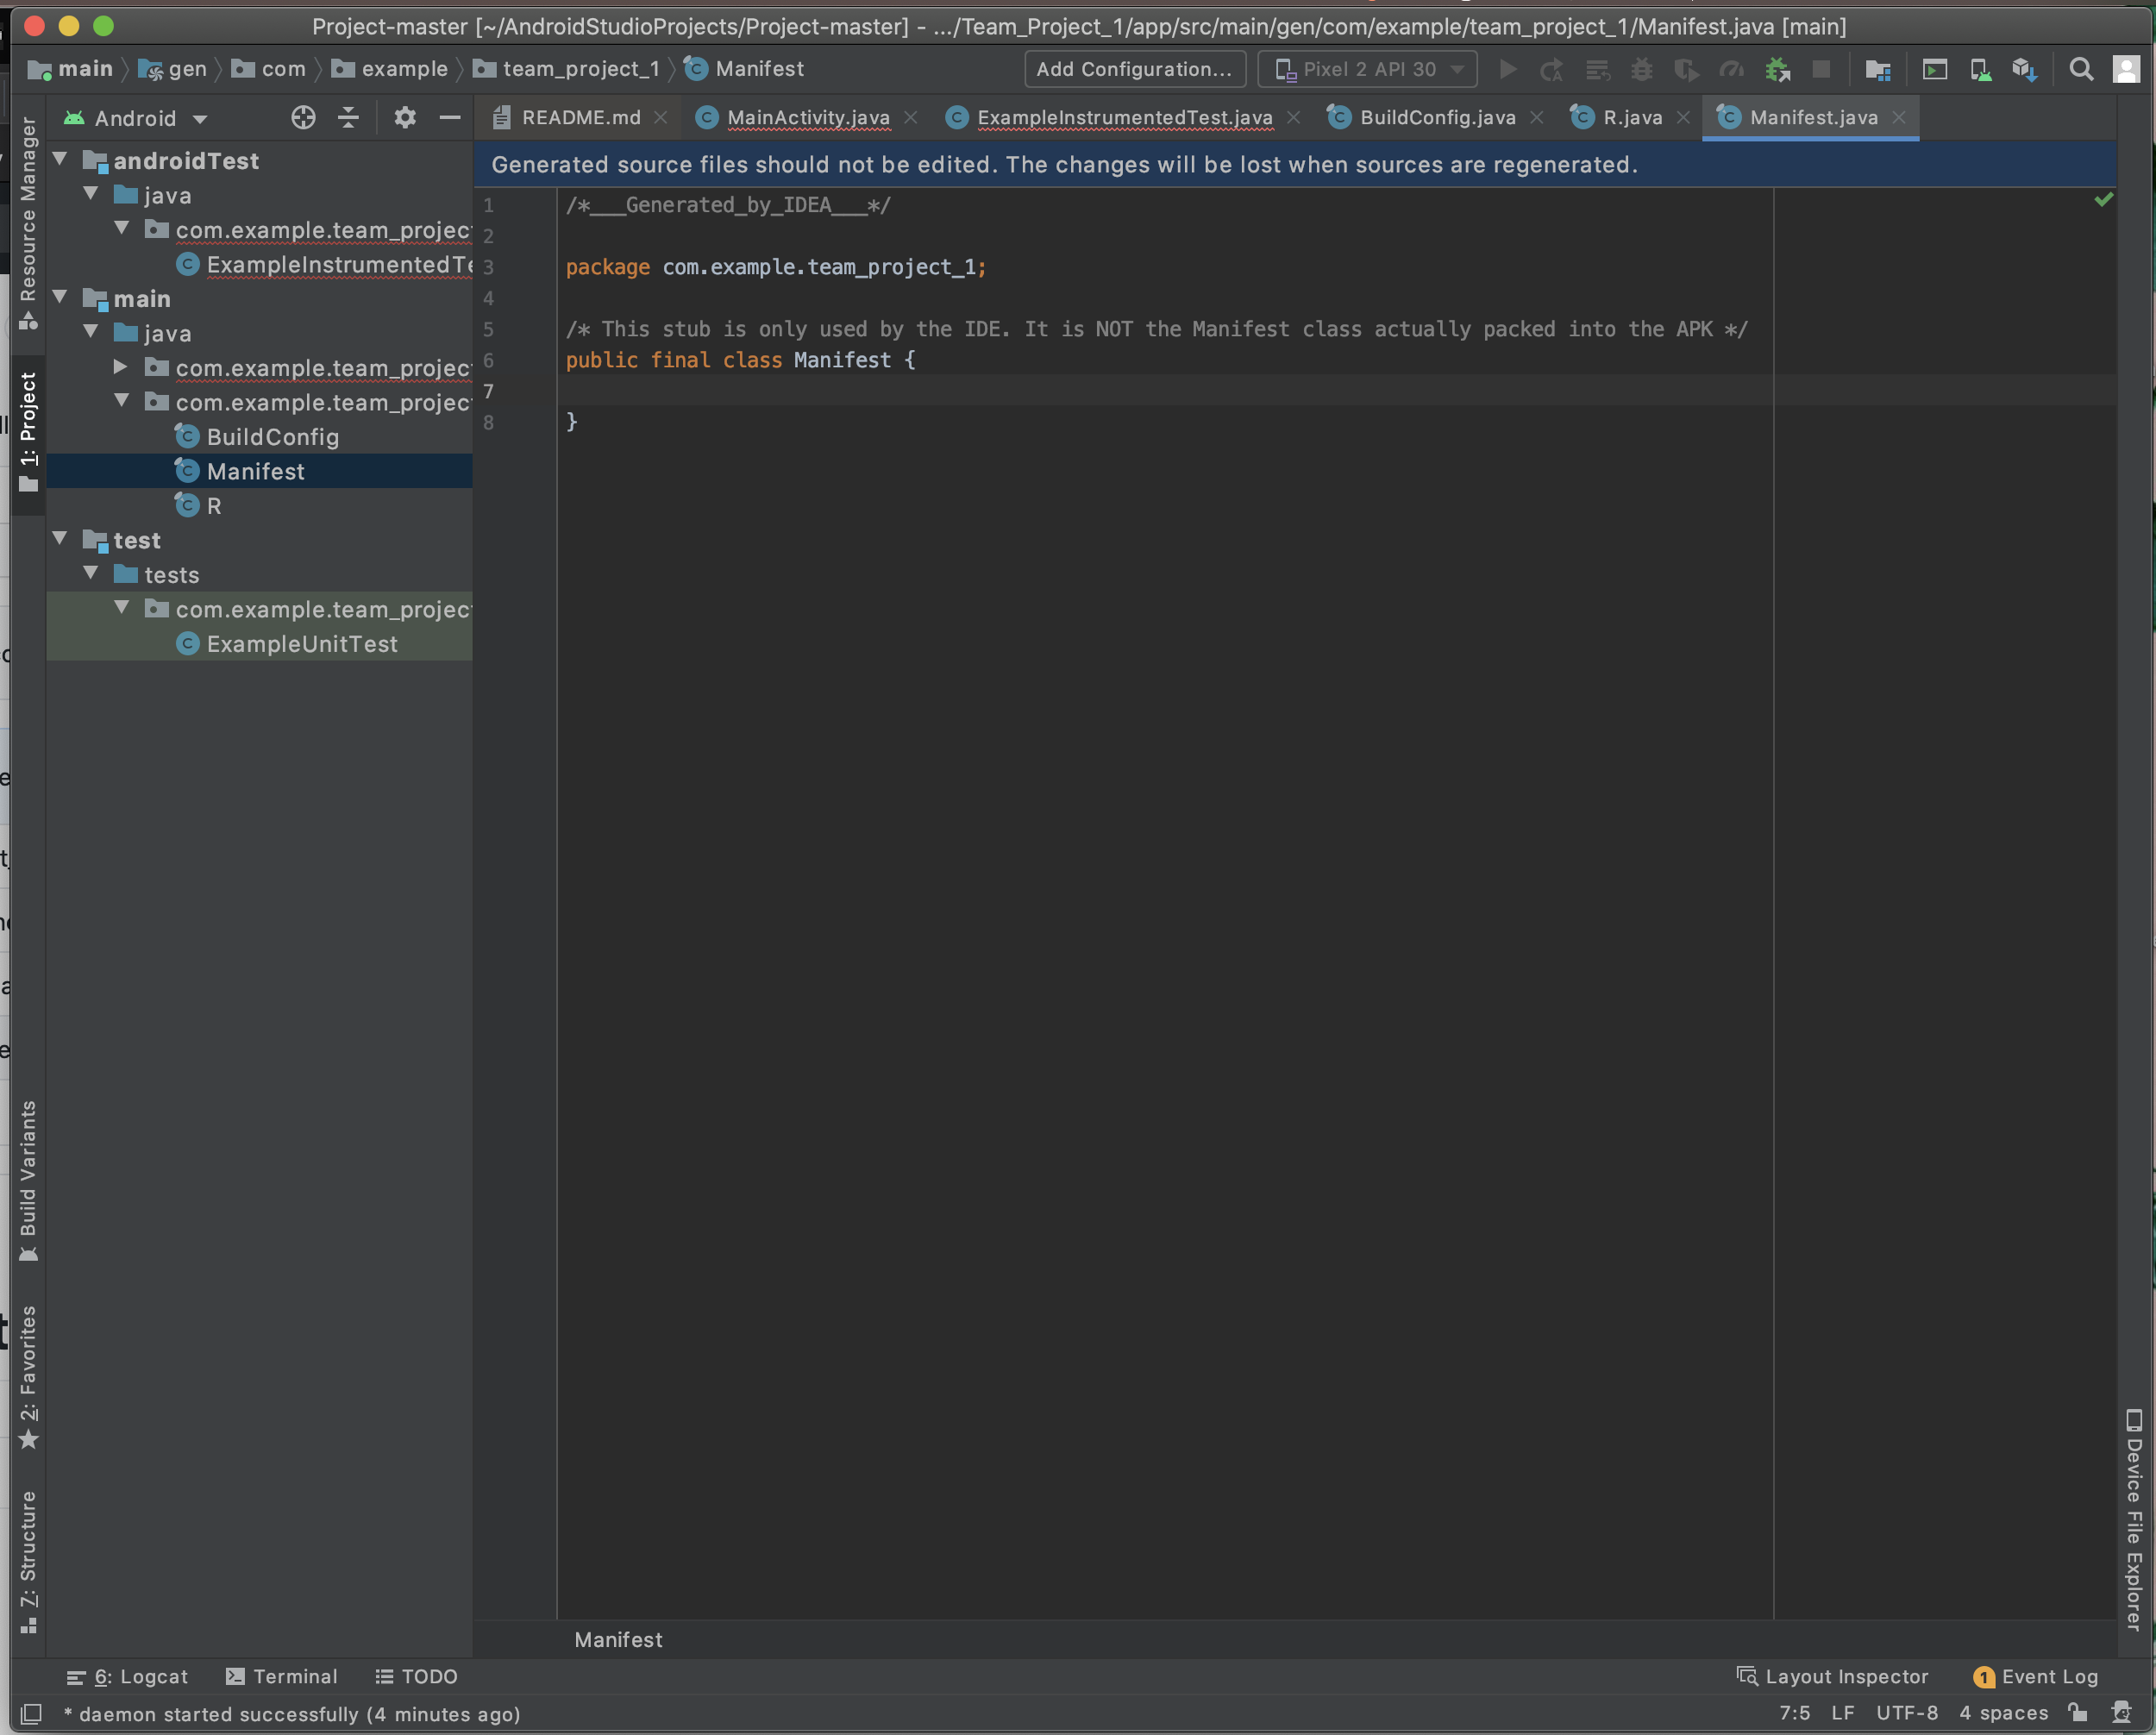 Project-master [~/AndroidStudioProjects/Project-master] - .../Team_Project_1/app/src/main/gen/com/example/team_project_1/Manifest.java [main]
main gen com example team_project_1 Manifest Add Configuration... Pixel 2 API 30
Android README.md MainActivity.java ExampleInstrumentedTest.java BuildConfig.java R.java Manifest.java
Generated source files should not be edited. The changes will be lost when sources are regenerated.
Resource Manager
1: Project
Build Variants
2: Favorites
7: Structure
androidTest
java
com.example.team_project
ExampleInstrumentedTe
main
java
com.example.team_project
com.example.team_project
BuildConfig
Manifest
R
test
tests
com.example.team_project
ExampleUnitTest
1 /*___Generated_by_IDEA___*/
2
3 package com.example.team_project_1;
4
5 /* This stub is only used by the IDE. It is NOT the Manifest class actually packed into the APK */
6 public final class Manifest {
7
8 }
Device File Explorer
Manifest
6: Logcat Terminal TODO Layout Inspector 1 Event Log
* daemon started successfully (4 minutes ago) 7:5 LF UTF-8 4 spaces